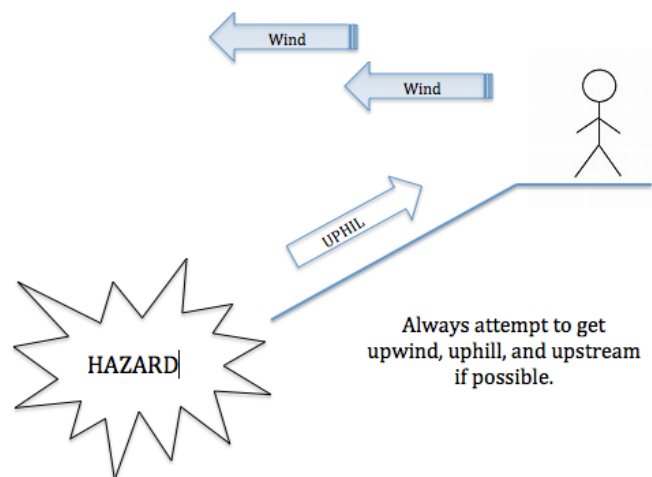 Wind
Wind
UPHIL
HAZARD
Always attempt to get
upwind, uphill, and upstream
if possible.